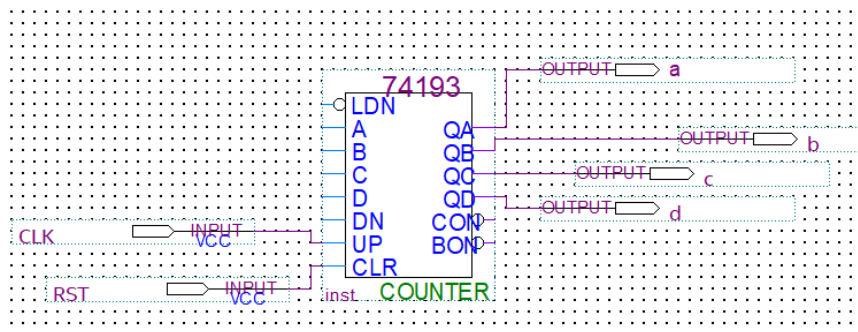 74193
LDN
A
B
C
D
DN
UP
CLR
QA
QB
QC
QD
CON
BON
inst
COUNTER
CLK
INPUT
VCC
RST
INPUT
VCC
OUTPUT
a
OUTPUT
b
OUTPUT
c
OUTPUT
d